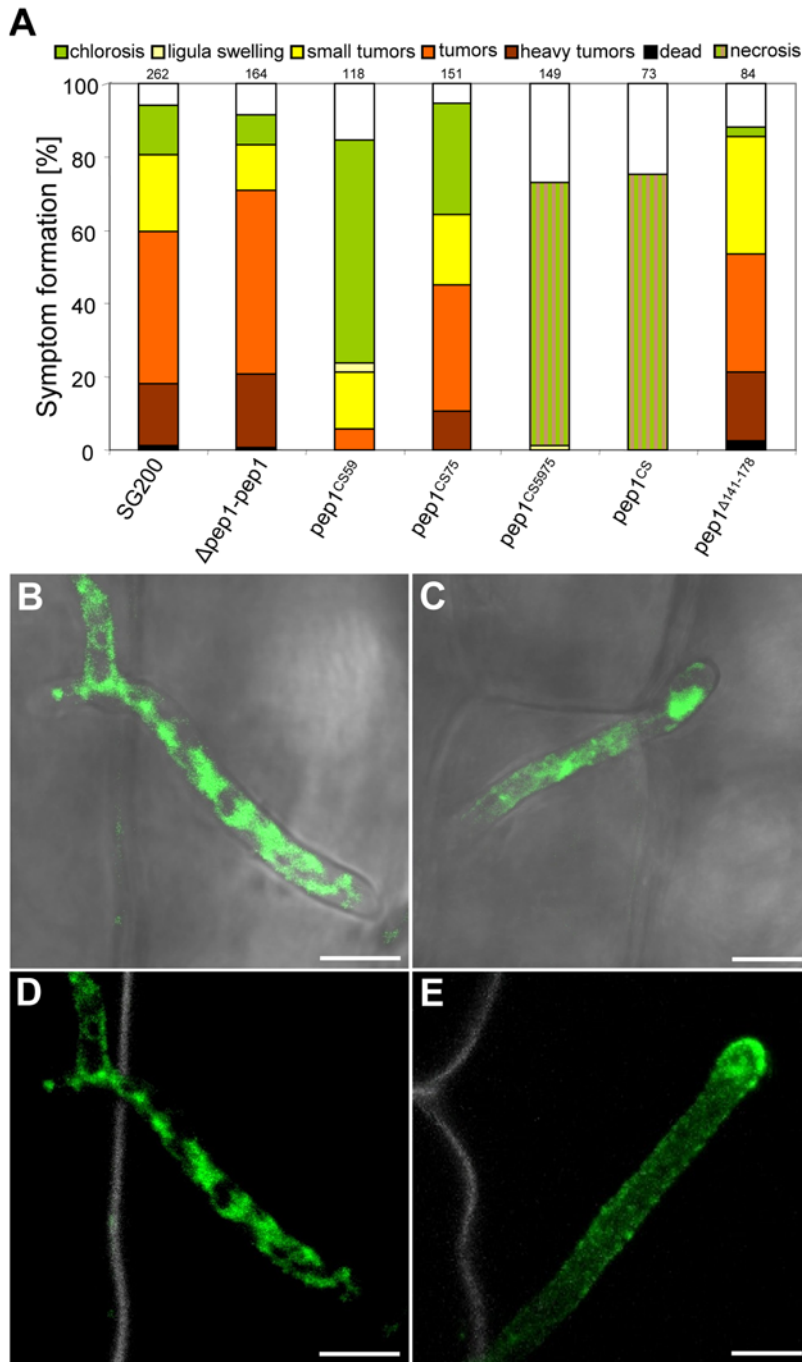 A
chlorosis ligula swelling small tumors tumors heavy tumors dead necrosis
262 164 118 151 149 73 84
Symptom formation [%]
100
80
60
40
20
0
SG200
Δpep1-pep1
pep1CS59
pep1CS75
pep1CS5975
pep1CS
pep1Δ141-178
B
C
D
E